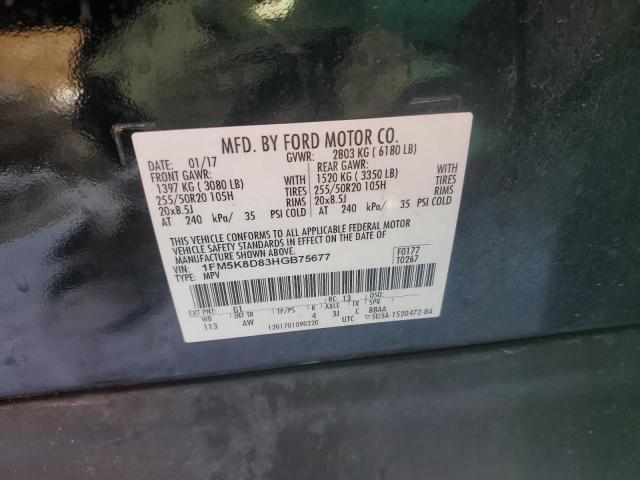 MFD. BY FORD MOTOR CO.
DATE: 01/17 GVWR: 2803 KG ( 6180 LB)
FRONT GAWR: REAR GAWR:
1397 KG ( 3080 LB) 1520 KG ( 3350 LB)
255/50R20 105H TIRES 255/50R20 105H TIRES
20x8.5J RIMS 20x8.5J RIMS
AT 240 kPa/ 35 PSI COLD AT 240 kPa/ 35 PSI COLD
THIS VEHICLE CONFORMS TO ALL APPLICABLE FEDERAL MOTOR
VEHICLE SAFETY STANDARDS IN EFFECT ON THE DATE OF
MANUFACTURE SHOWN ABOVE.
VIN: 1FM5K8D83HGB75677 F0177
TYPE: MPV T0267
EXT PNT: G1 RC: 13 DSO:
WB INT TR TP/PS R AXLE TR SPR
113 AW 4 3J C BBAA
1201701090220 UTC ▽5U5A-1520472-BA